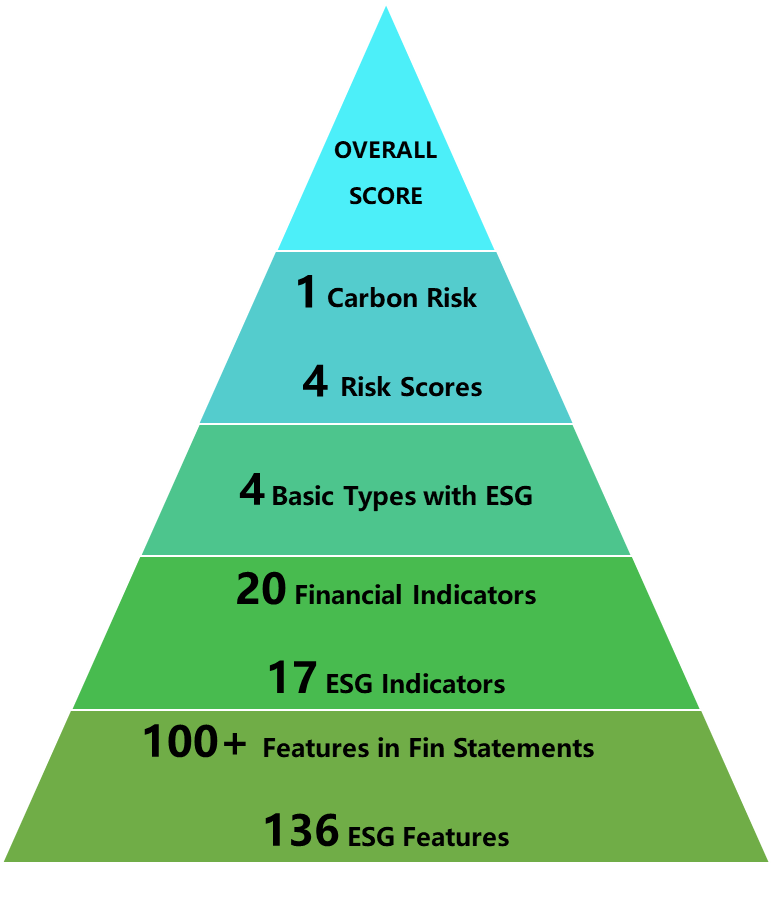 OVERALL
SCORE
1 Carbon Risk
4 Risk Scores
4 Basic Types with ESG
20 Financial Indicators
17 ESG Indicators
100+ Features in Fin Statements
136 ESG Features